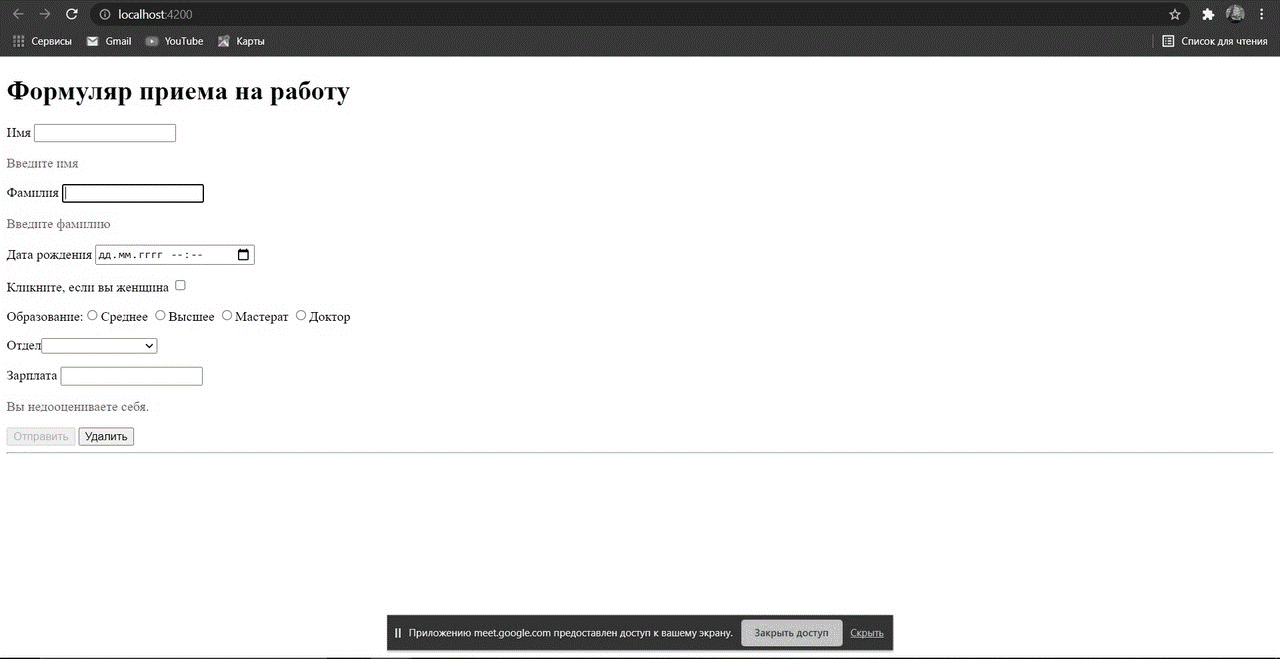 localhost:4200
Сервисы Gmail YouTube Карты Список для чтения
Формуляр приема на работу
Имя
Введите имя
Фамилия
Введите фамилию
Дата рождения дд.мм.гггг --:--
Кликните, если вы женщина
Образование: Среднее Высшее Мастерат Доктор
Отдел
Зарплата
Вы недооцениваете себя.
Отправить Удалить
Приложению meet.google.com предоставлен доступ к вашему экрану. Закрыть доступ Скрыть